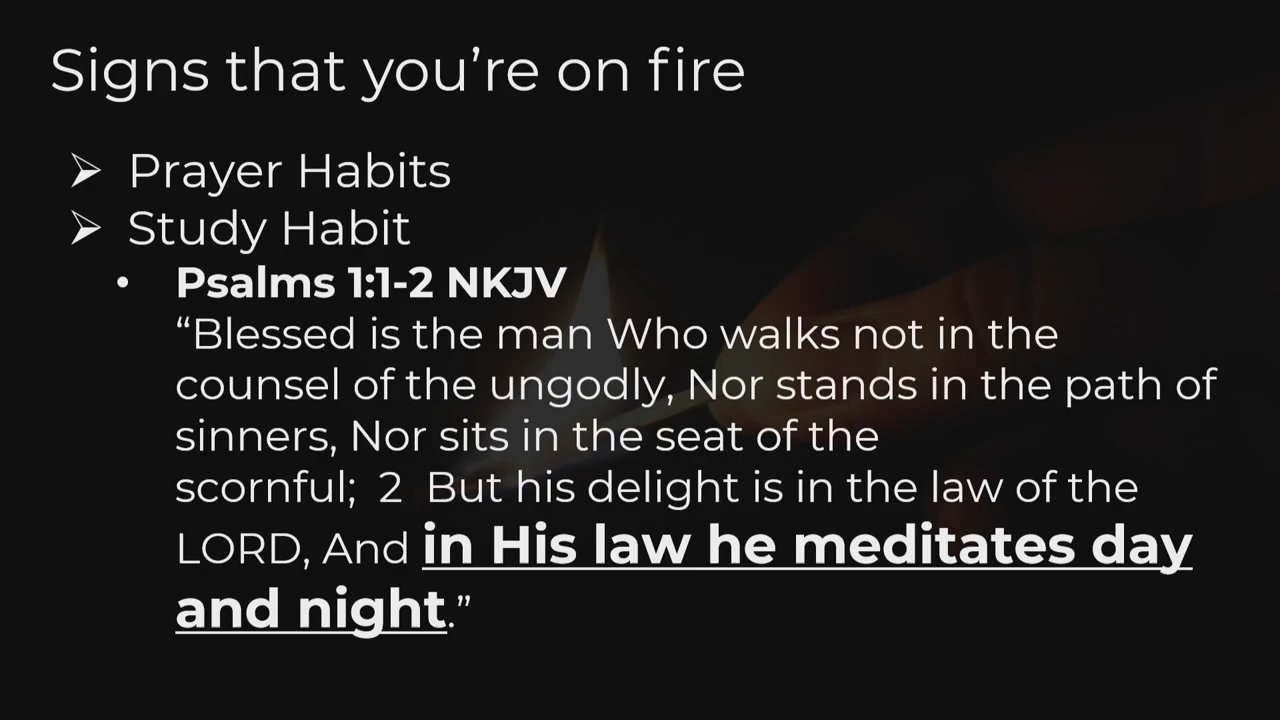 Signs that you’re on fire
➢ Prayer Habits
➢ Study Habit
• Psalms 1:1-2 NKJV
“Blessed is the man Who walks not in the
counsel of the ungodly, Nor stands in the path of
sinners, Nor sits in the seat of the
scornful; 2 But his delight is in the law of the
LORD, And in His law he meditates day
and night.”